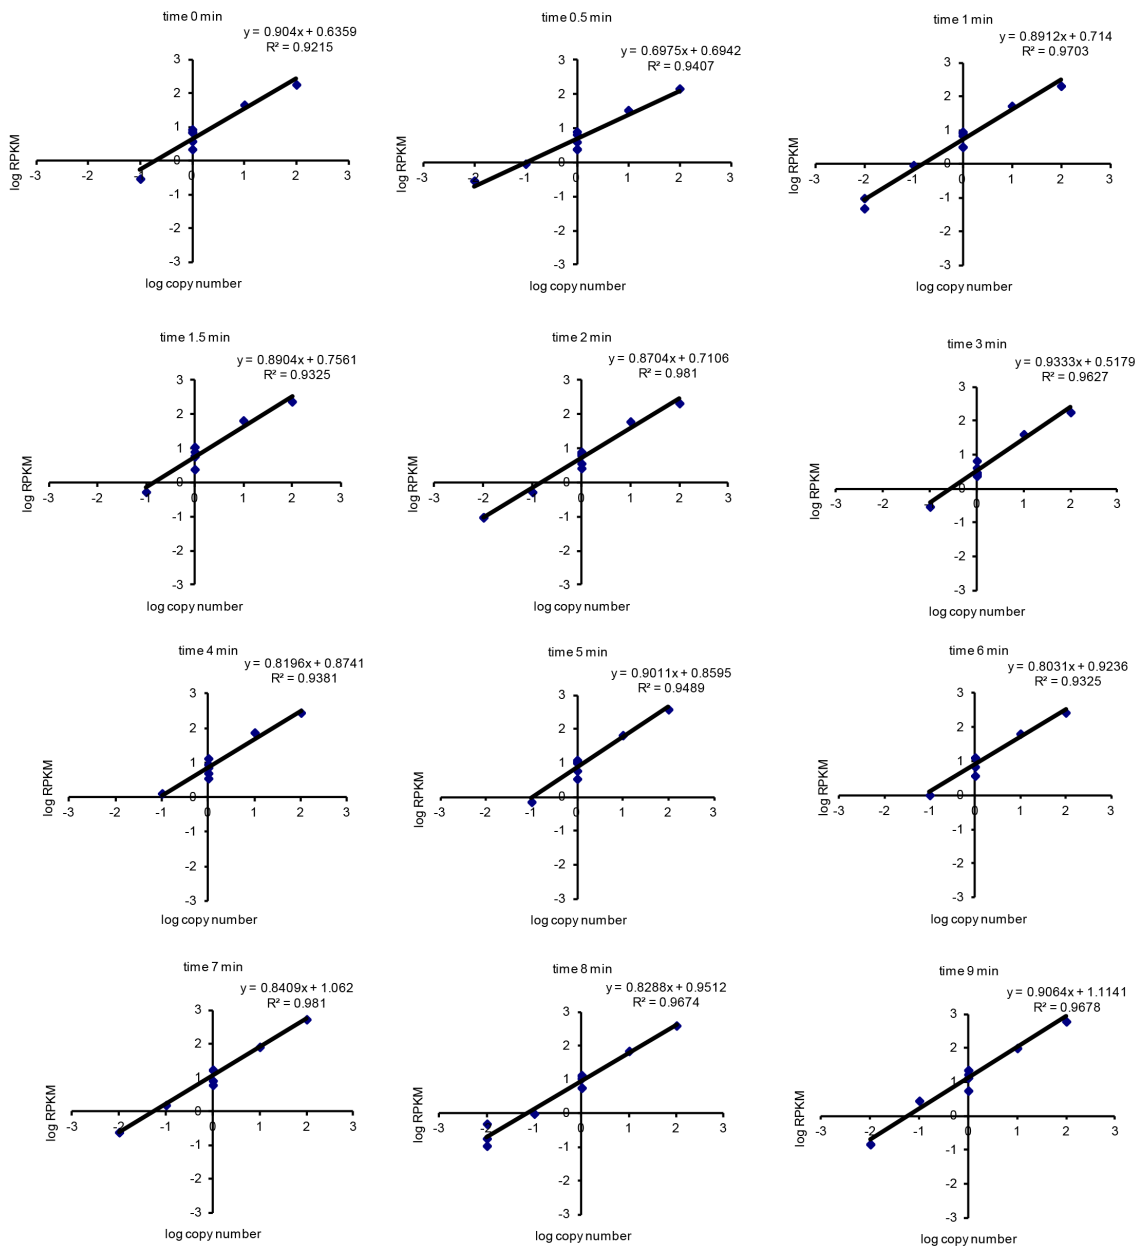 time 0 min
y = 0.904x + 0.6359
R² = 0.9215
3
2
1
0
-3 -2 -1 0 1 2 3
-1
-2
-3
log RPKM
log copy number
time 0.5 min
y = 0.6975x + 0.6942
R² = 0.9407
3
2
1
0
-3 -2 -1 0 1 2 3
-1
-2
-3
log RPKM
log copy number
time 1 min
y = 0.8912x + 0.714
R² = 0.9703
3
2
1
0
-3 -2 -1 0 1 2 3
-1
-2
-3
log RPKM
log copy number
time 1.5 min
y = 0.8904x + 0.7561
R² = 0.9325
3
2
1
0
-3 -2 -1 0 1 2 3
-1
-2
-3
log RPKM
log copy number
time 2 min
y = 0.8704x + 0.7106
R² = 0.981
3
2
1
0
-3 -2 -1 0 1 2 3
-1
-2
-3
log RPKM
log copy number
time 3 min
y = 0.9333x + 0.5179
R² = 0.9627
3
2
1
0
-3 -2 -1 0 1 2 3
-1
-2
-3
log RPKM
log copy number
time 4 min
y = 0.8196x + 0.8741
R² = 0.9381
3
2
1
0
-3 -2 -1 0 1 2 3
-1
-2
-3
log RPKM
log copy number
time 5 min
y = 0.9011x + 0.8595
R² = 0.9489
3
2
1
0
-3 -2 -1 0 1 2 3
-1
-2
-3
log RPKM
log copy number
time 6 min
y = 0.8031x + 0.9236
R² = 0.9325
3
2
1
0
-3 -2 -1 0 1 2 3
-1
-2
-3
log RPKM
log copy number
time 7 min
y = 0.8409x + 1.062
R² = 0.981
3
2
1
0
-3 -2 -1 0 1 2 3
-1
-2
-3
log RPKM
log copy number
time 8 min
y = 0.8288x + 0.9512
R² = 0.9674
3
2
1
0
-3 -2 -1 0 1 2 3
-1
-2
-3
log RPKM
log copy number
time 9 min
y = 0.9064x + 1.1141
R² = 0.9678
3
2
1
0
-3 -2 -1 0 1 2 3
-1
-2
-3
log RPKM
log copy number